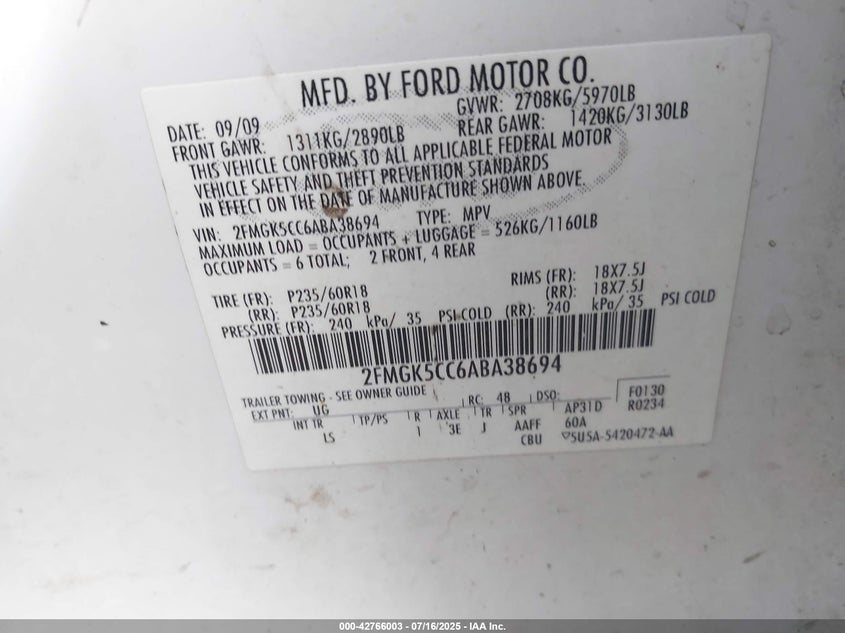 MFD. BY FORD MOTOR CO.
DATE: 09/09 GVWR: 2708KG/5970LB
FRONT GAWR: 1311KG/2890LB REAR GAWR: 1420KG/3130LB
THIS VEHICLE CONFORMS TO ALL APPLICABLE FEDERAL MOTOR
VEHICLE SAFETY AND THEFT PREVENTION STANDARDS
IN EFFECT ON THE DATE OF MANUFACTURE SHOWN ABOVE.
VIN: 2FMGK5CC6ABA38694 TYPE: MPV
MAXIMUM LOAD = OCCUPANTS + LUGGAGE = 526KG/1160LB
OCCUPANTS = 6 TOTAL; 2 FRONT, 4 REAR
TIRE (FR): P235/60R18 RIMS (FR): 18X7.5J
(RR): P235/60R18 (RR): 18X7.5J
PRESSURE (FR): 240 kPa/ 35 PSI COLD (RR): 240 kPa/ 35 PSI COLD
2FMGK5CC6ABA38694
TRAILER TOWING - SEE OWNER GUIDE RC: 48 DSO: F0130
EXT PNT: UG R0234
INT TR TP/PS R AXLE TR SPR AP31D
LS 1 3E J AAFF 60A
CBU 5U5A-5420472-AA
000-42766003 - 07/16/2025 - IAA Inc.